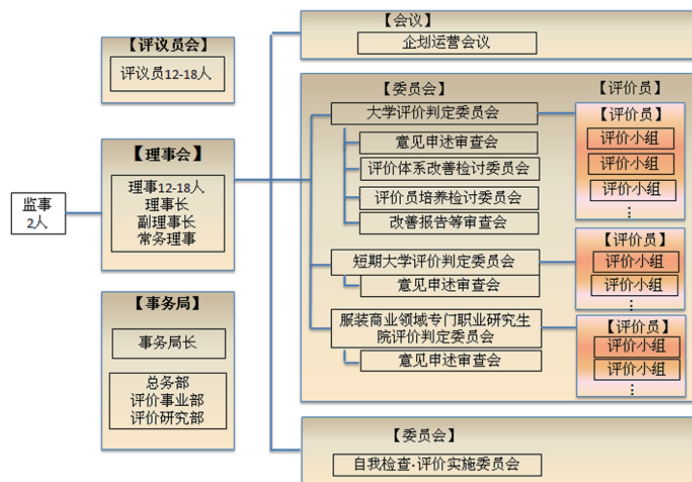 【评议员会】
评议员12-18人
【理事会】
理事12-18人
理事长
副理事长
常务理事
监事
2人
【事务局】
事务局长
总务部
评价事业部
评价研究部
【会议】
企划运营会议
【委员会】
大学评价判定委员会
意见申述审查会
评价体系改善检讨委员会
评价员培养检讨委员会
改善报告等审查会
短期大学评价判定委员会
意见申述审查会
服装商业领域专门职业研究生
院评价判定委员会
意见申述审查会
【评价员】
【评价员】
评价小组
评价小组
评价小组
⋮
【评价员】
评价小组
评价小组
⋮
【评价员】
评价小组
评价小组
⋮
【委员会】
自我检查·评价实施委员会